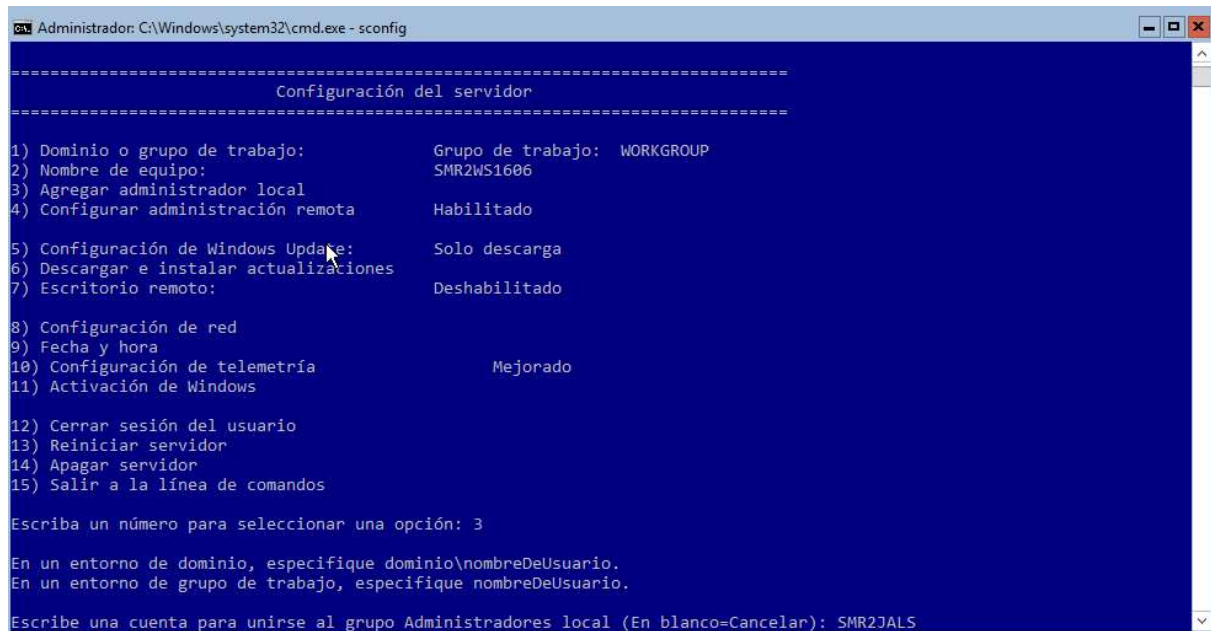 Administrador: C:\Windows\system32\cmd.exe - sconfig
===============================================================================
Configuración del servidor
===============================================================================
1) Dominio o grupo de trabajo: Grupo de trabajo: WORKGROUP
2) Nombre de equipo: SMR2WS1606
3) Agregar administrador local
4) Configurar administración remota Habilitado
5) Configuración de Windows Update: Solo descarga
6) Descargar e instalar actualizaciones
7) Escritorio remoto: Deshabilitado
8) Configuración de red
9) Fecha y hora
10) Configuración de telemetría Mejorado
11) Activación de Windows
12) Cerrar sesión del usuario
13) Reiniciar servidor
14) Apagar servidor
15) Salir a la línea de comandos
Escriba un número para seleccionar una opción: 3
En un entorno de dominio, especifique dominio\nombreDeUsuario.
En un entorno de grupo de trabajo, especifique nombreDeUsuario.
Escribe una cuenta para unirse al grupo Administradores local (En blanco=Cancelar): SMR2JALS